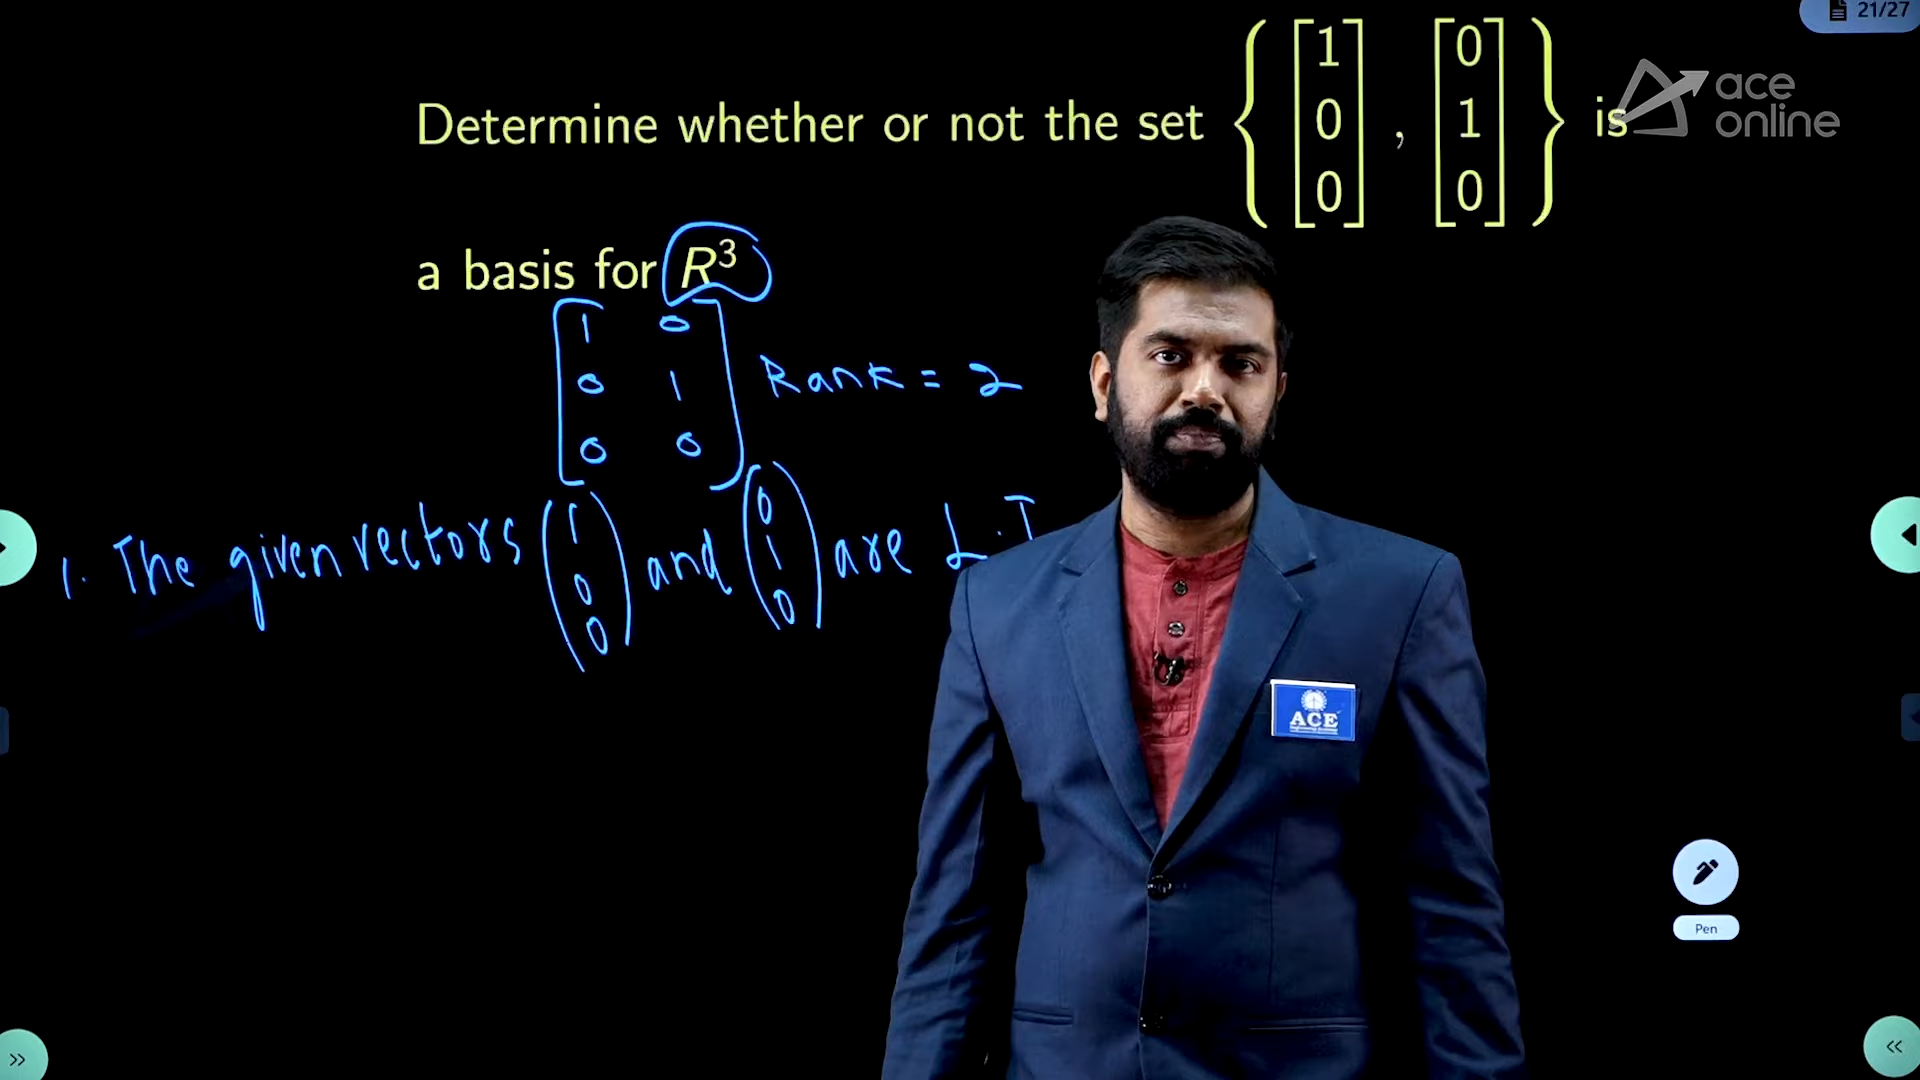 21/27
ace
online
Determine whether or not the set { [1 0 0], [0 1 0] } is
a basis for R³
1 0
0 1
0 0
Rank = 2
1. The given vectors (1 0 0) and (0 1 0) are L.I
ACE
Pen